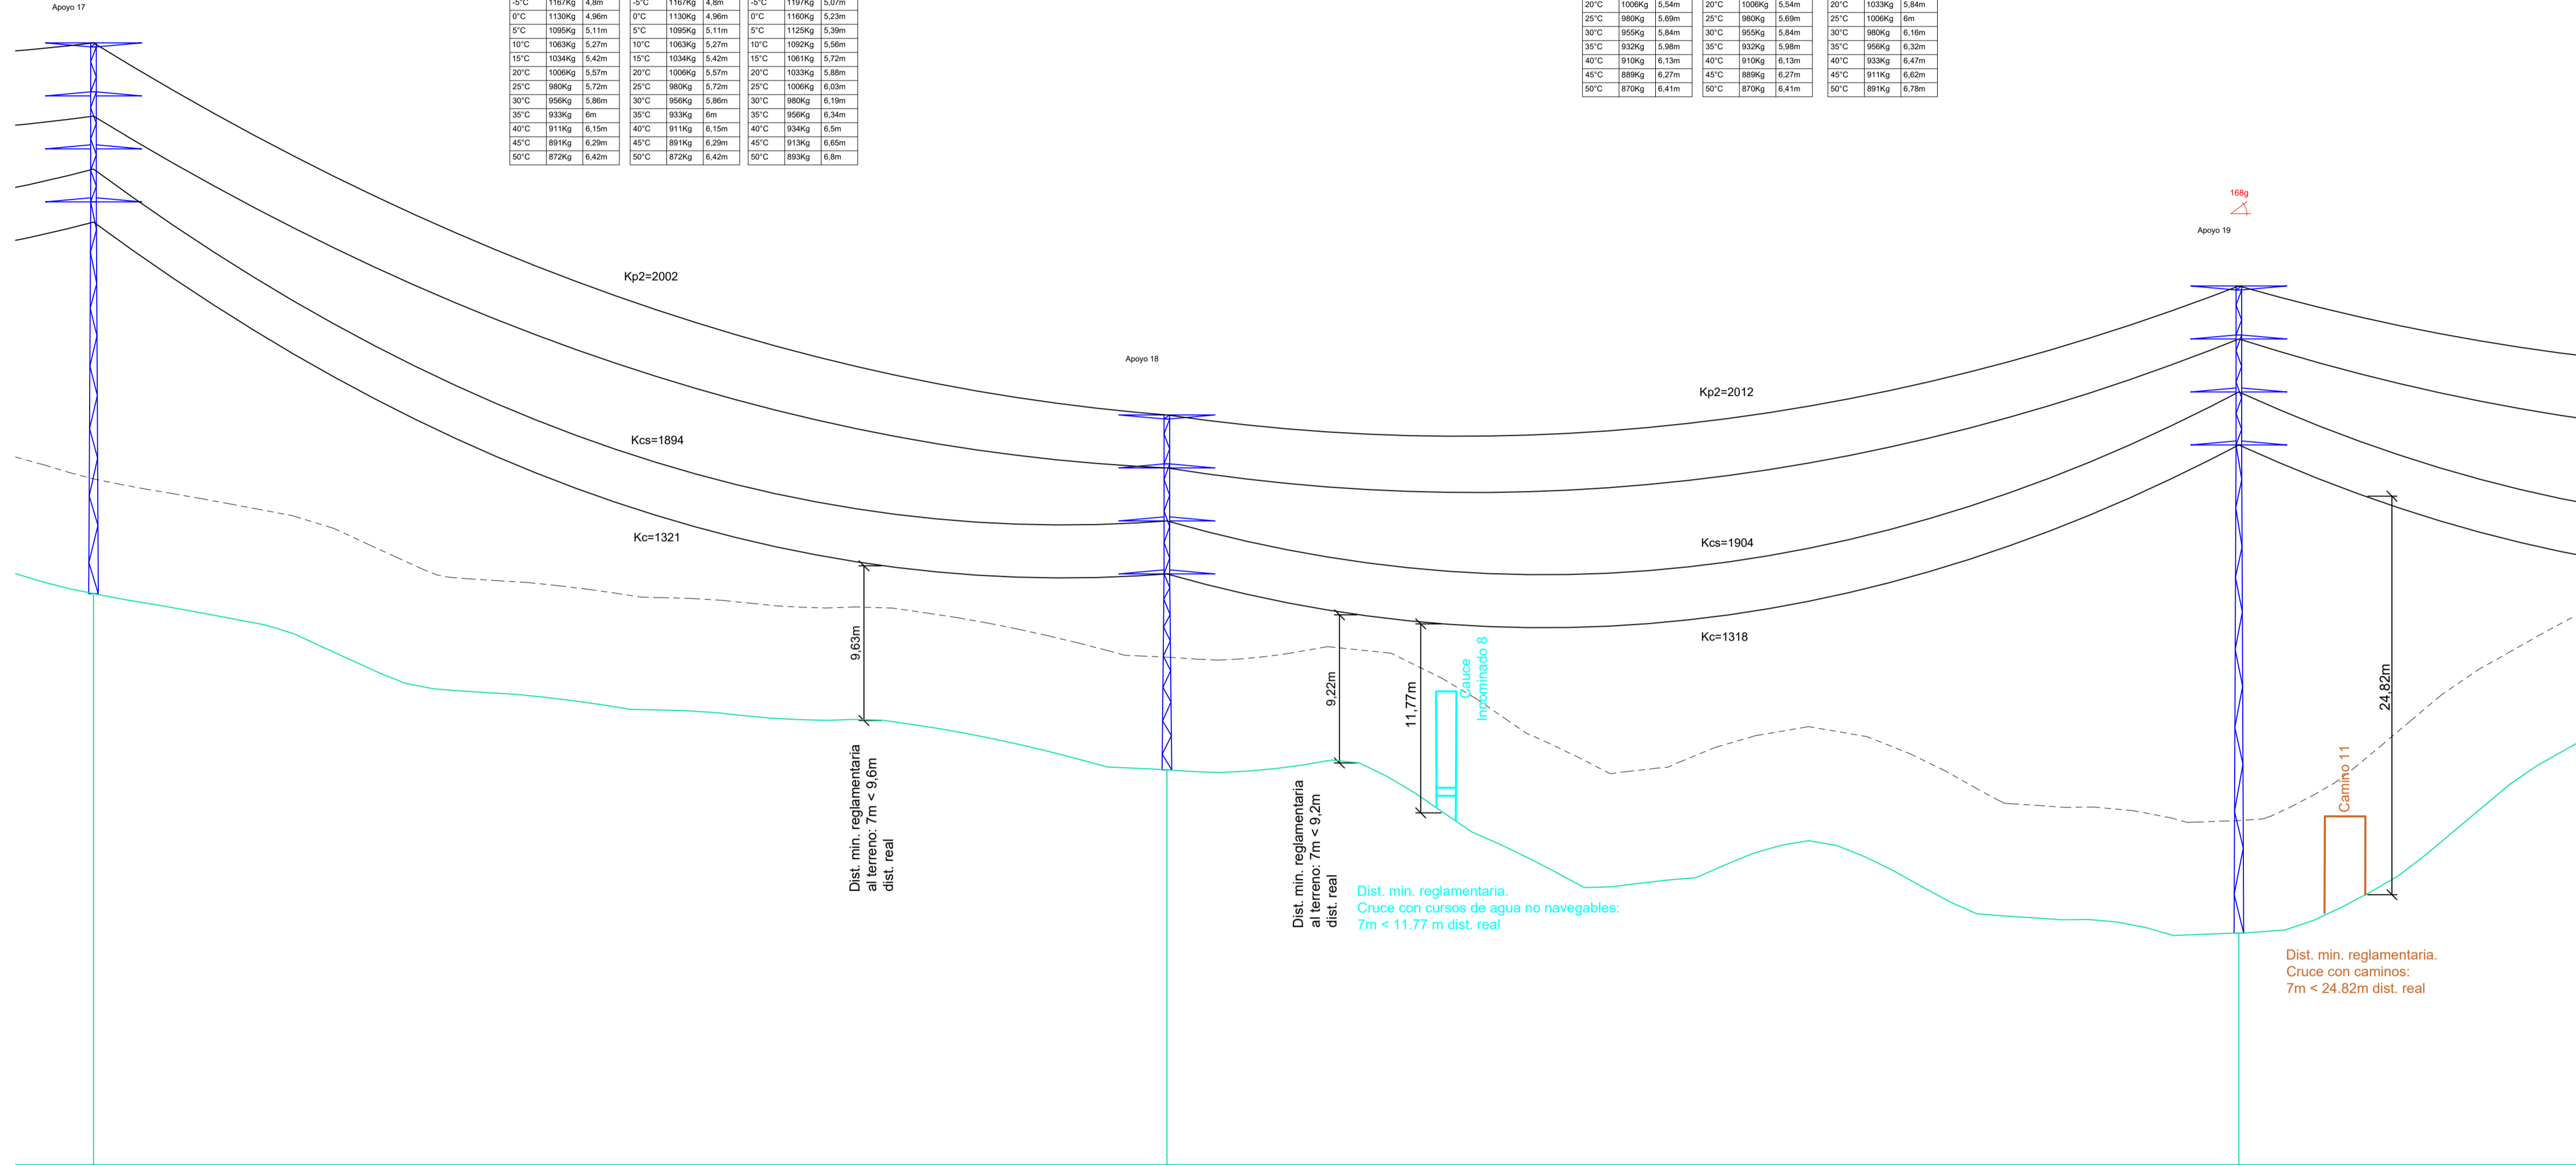 Apoyo 17
-5°C 1167Kg 4,8m
0°C 1130Kg 4,96m
5°C 1095Kg 5,11m
10°C 1063Kg 5,27m
15°C 1034Kg 5,42m
20°C 1006Kg 5,57m
25°C 980Kg 5,72m
30°C 956Kg 5,86m
35°C 933Kg 6m
40°C 911Kg 6,15m
45°C 891Kg 6,29m
50°C 872Kg 6,42m
-5°C 1167Kg 4,8m
0°C 1130Kg 4,96m
5°C 1095Kg 5,11m
10°C 1063Kg 5,27m
15°C 1034Kg 5,42m
20°C 1006Kg 5,57m
25°C 980Kg 5,72m
30°C 956Kg 5,86m
35°C 933Kg 6m
40°C 911Kg 6,15m
45°C 891Kg 6,29m
50°C 872Kg 6,42m
-5°C 1197Kg 5,07m
0°C 1160Kg 5,23m
5°C 1125Kg 5,39m
10°C 1092Kg 5,56m
15°C 1061Kg 5,72m
20°C 1033Kg 5,88m
25°C 1006Kg 6,03m
30°C 980Kg 6,19m
35°C 956Kg 6,34m
40°C 934Kg 6,5m
45°C 913Kg 6,65m
50°C 893Kg 6,8m
20°C 1006Kg 5,54m
25°C 980Kg 5,69m
30°C 955Kg 5,84m
35°C 932Kg 5,98m
40°C 910Kg 6,13m
45°C 889Kg 6,27m
50°C 870Kg 6,41m
20°C 1006Kg 5,54m
25°C 980Kg 5,69m
30°C 955Kg 5,84m
35°C 932Kg 5,98m
40°C 910Kg 6,13m
45°C 889Kg 6,27m
50°C 870Kg 6,41m
20°C 1033Kg 5,84m
25°C 1006Kg 6m
30°C 980Kg 6,16m
35°C 956Kg 6,32m
40°C 933Kg 6,47m
45°C 911Kg 6,62m
50°C 891Kg 6,78m
168g
Apoyo 19
Kp2=2002
Apoyo 18
Kp2=2012
Kcs=1894
Kc=1321
Kcs=1904
Kc=1318
9,63m
Dist. min. reglamentaria
al terreno: 7m < 9,6m
dist. real
9,22m
Dist. min. reglamentaria
al terreno: 7m < 9,2m
dist. real
11,77m
Cauce
Innominado 8
Dist. min. reglamentaria.
Cruce con cursos de agua no navegables:
7m < 11.77 m dist. real
24,82m
Camino 11
Dist. min. reglamentaria.
Cruce con caminos:
7m < 24.82m dist. real